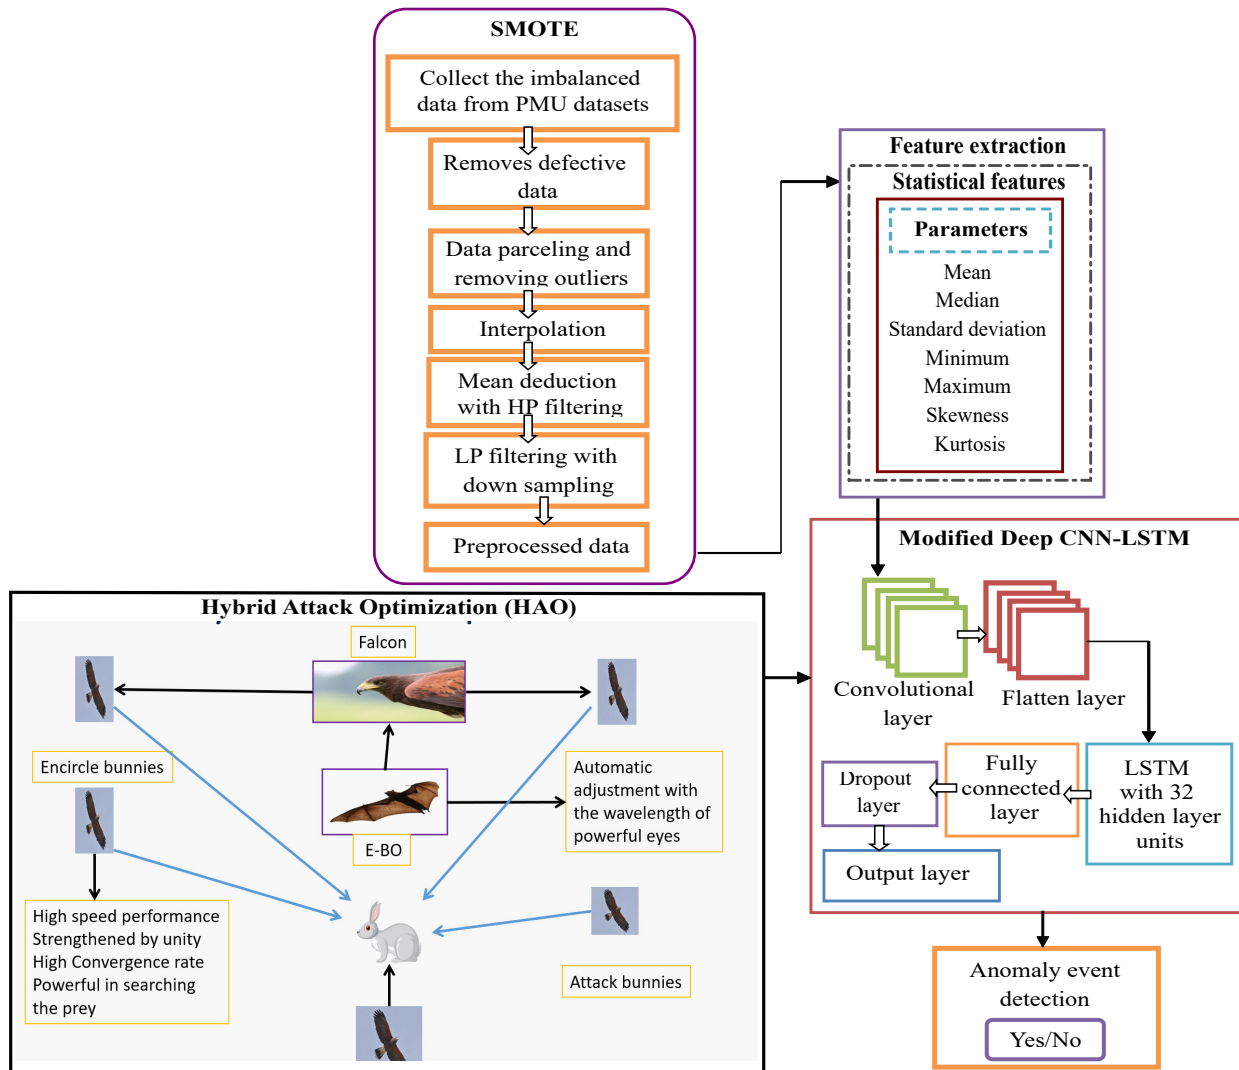 SMOTE
Collect the imbalanced
data from PMU datasets
Removes defective
data
Data parceling and
removing outliers
Interpolation
Mean deduction
with HP filtering
LP filtering with
down sampling
Preprocessed data
Feature extraction
Statistical features
Parameters
Mean
Median
Standard deviation
Minimum
Maximum
Skewness
Kurtosis
Modified Deep CNN-LSTM
Convolutional
layer
Flatten layer
LSTM
with 32
hidden layer
units
Fully
connected
layer
Dropout
layer
Output layer
Anomaly event
detection
Yes/No
Hybrid Attack Optimization (HAO)
Falcon
Encircle bunnies
E-BO
Automatic
adjustment with
the wavelength of
powerful eyes
High speed performance
Strengthened by unity
High Convergence rate
Powerful in searching
the prey
Attack bunnies